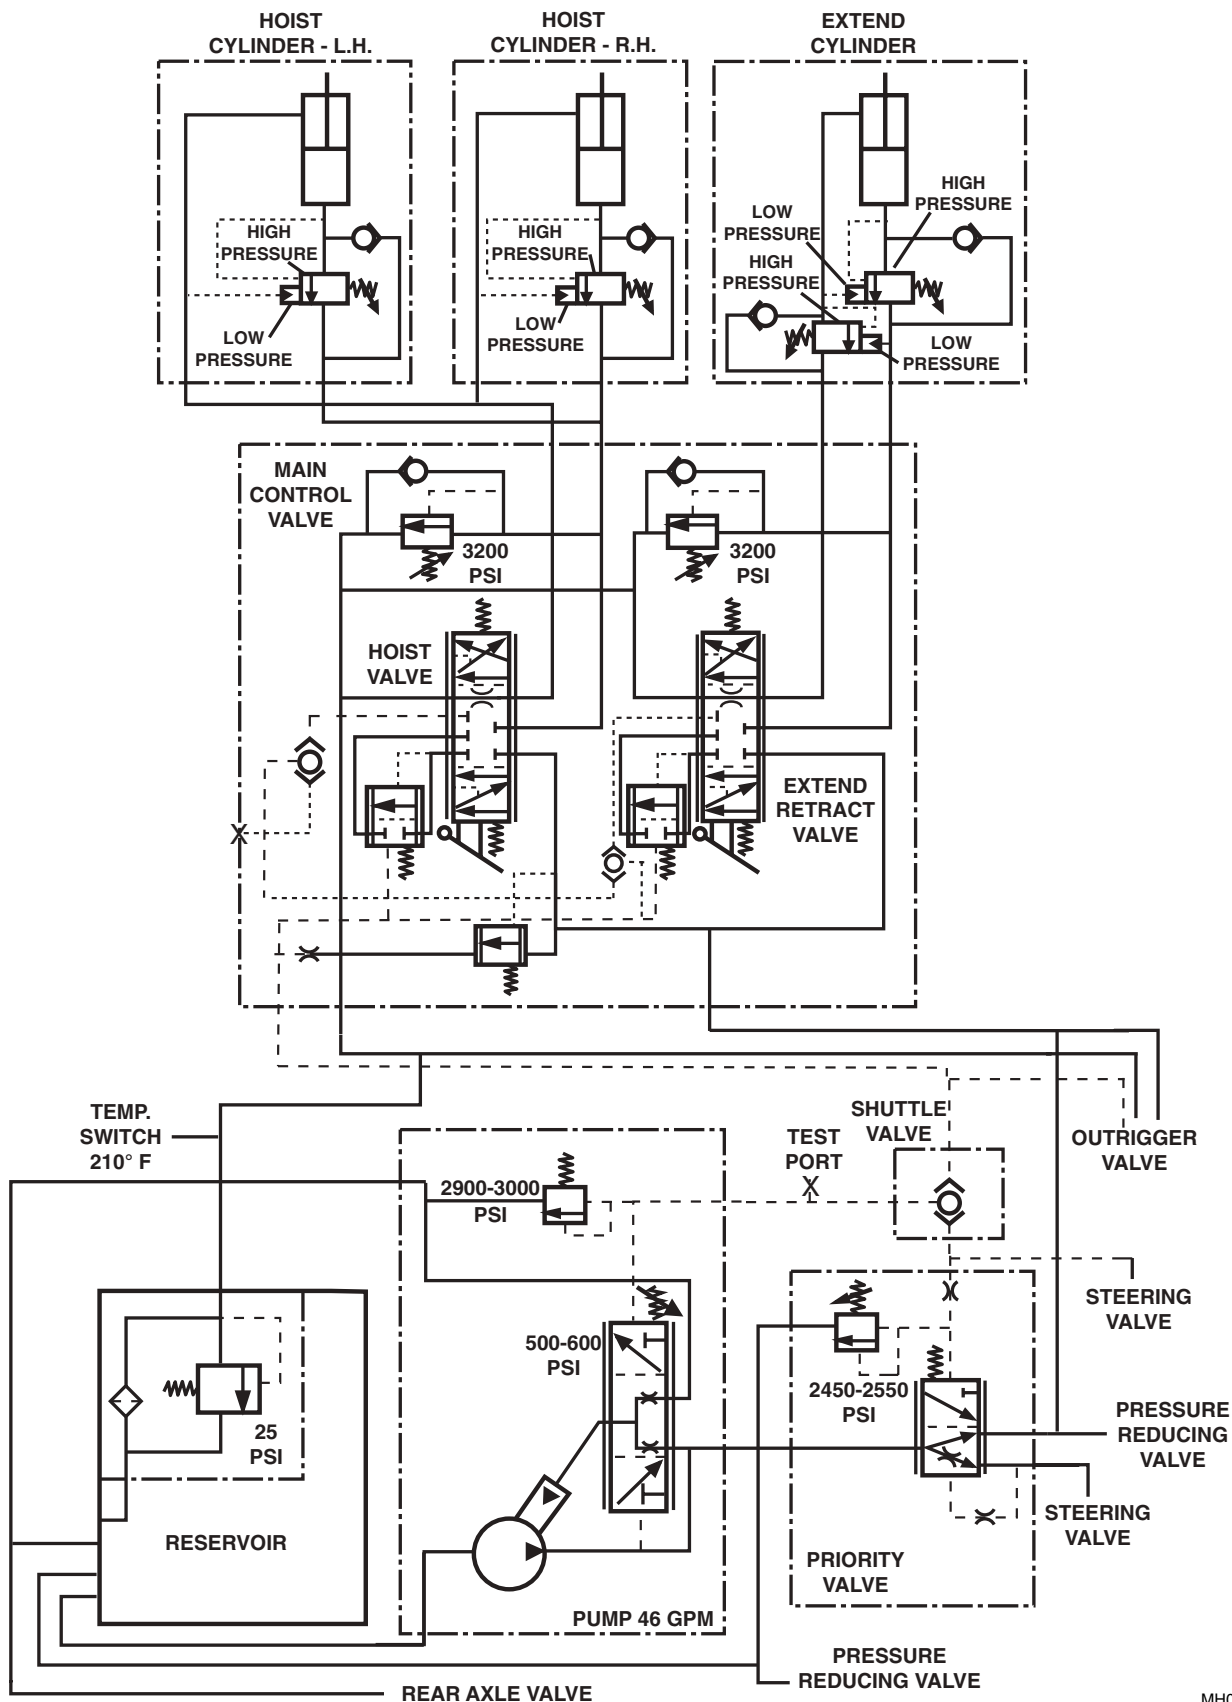 HOIST
CYLINDER - L.H.
HOIST
CYLINDER - R.H.
EXTEND
CYLINDER
HIGH
PRESSURE
LOW
PRESSURE
HIGH
PRESSURE
LOW
PRESSURE
LOW
PRESSURE
HIGH
PRESSURE
HIGH
PRESSURE
LOW
PRESSURE
MAIN
CONTROL
VALVE
3200
PSI
3200
PSI
HOIST
VALVE
EXTEND
RETRACT
VALVE
X
TEMP.
SWITCH
210° F
2900-3000
PSI
TEST
PORT
X
SHUTTLE
VALVE
OUTRIGGER
VALVE
STEERING
VALVE
500-600
PSI
2450-2550
PSI
PRESSURE
REDUCING
VALVE
25
PSI
STEERING
VALVE
RESERVOIR
PRIORITY
VALVE
PUMP 46 GPM
PRESSURE
REDUCING VALVE
REAR AXLE VALVE